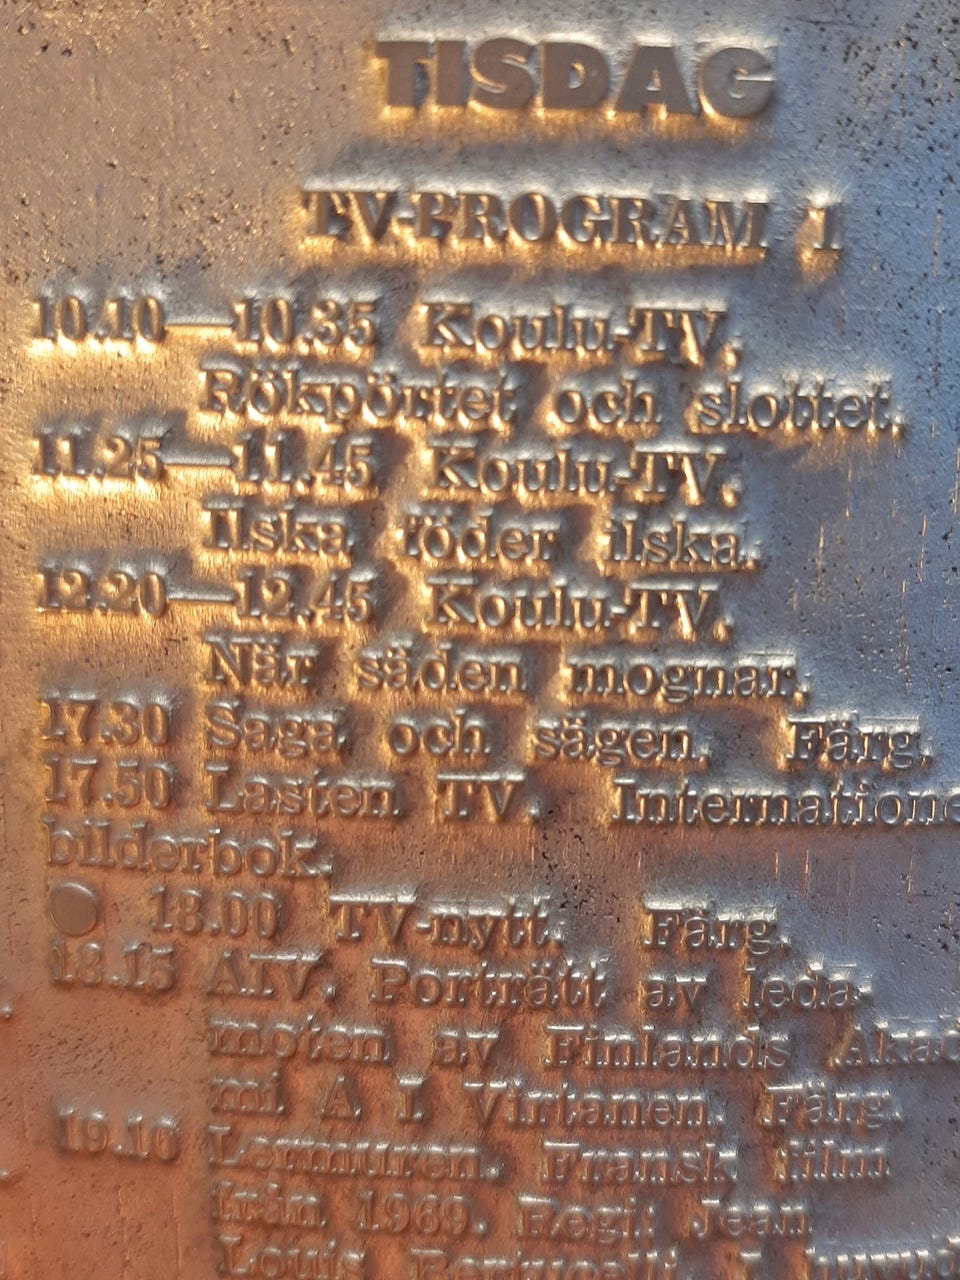 TISDAG
TV-PROGRAM 1
10.10—10.35 Koulu-TV.
Rökpörtet och slottet.
11.25—11.45 Koulu-TV.
Ilska föder ilska.
12.20—12.45 Koulu-TV.
När säden mognar.
17.30 Saga och sägen. Färg.
17.50 Lasten TV. Internatione
bilderbok.
18.00 TV-nytt. Färg.
18.15 AIV. Porträtt av leda-
moten av Finlands Akad
mi A I Virtanen. Färg.
19.10 Lermuren. Fransk film
från 1969. Regi: Jean
Louis